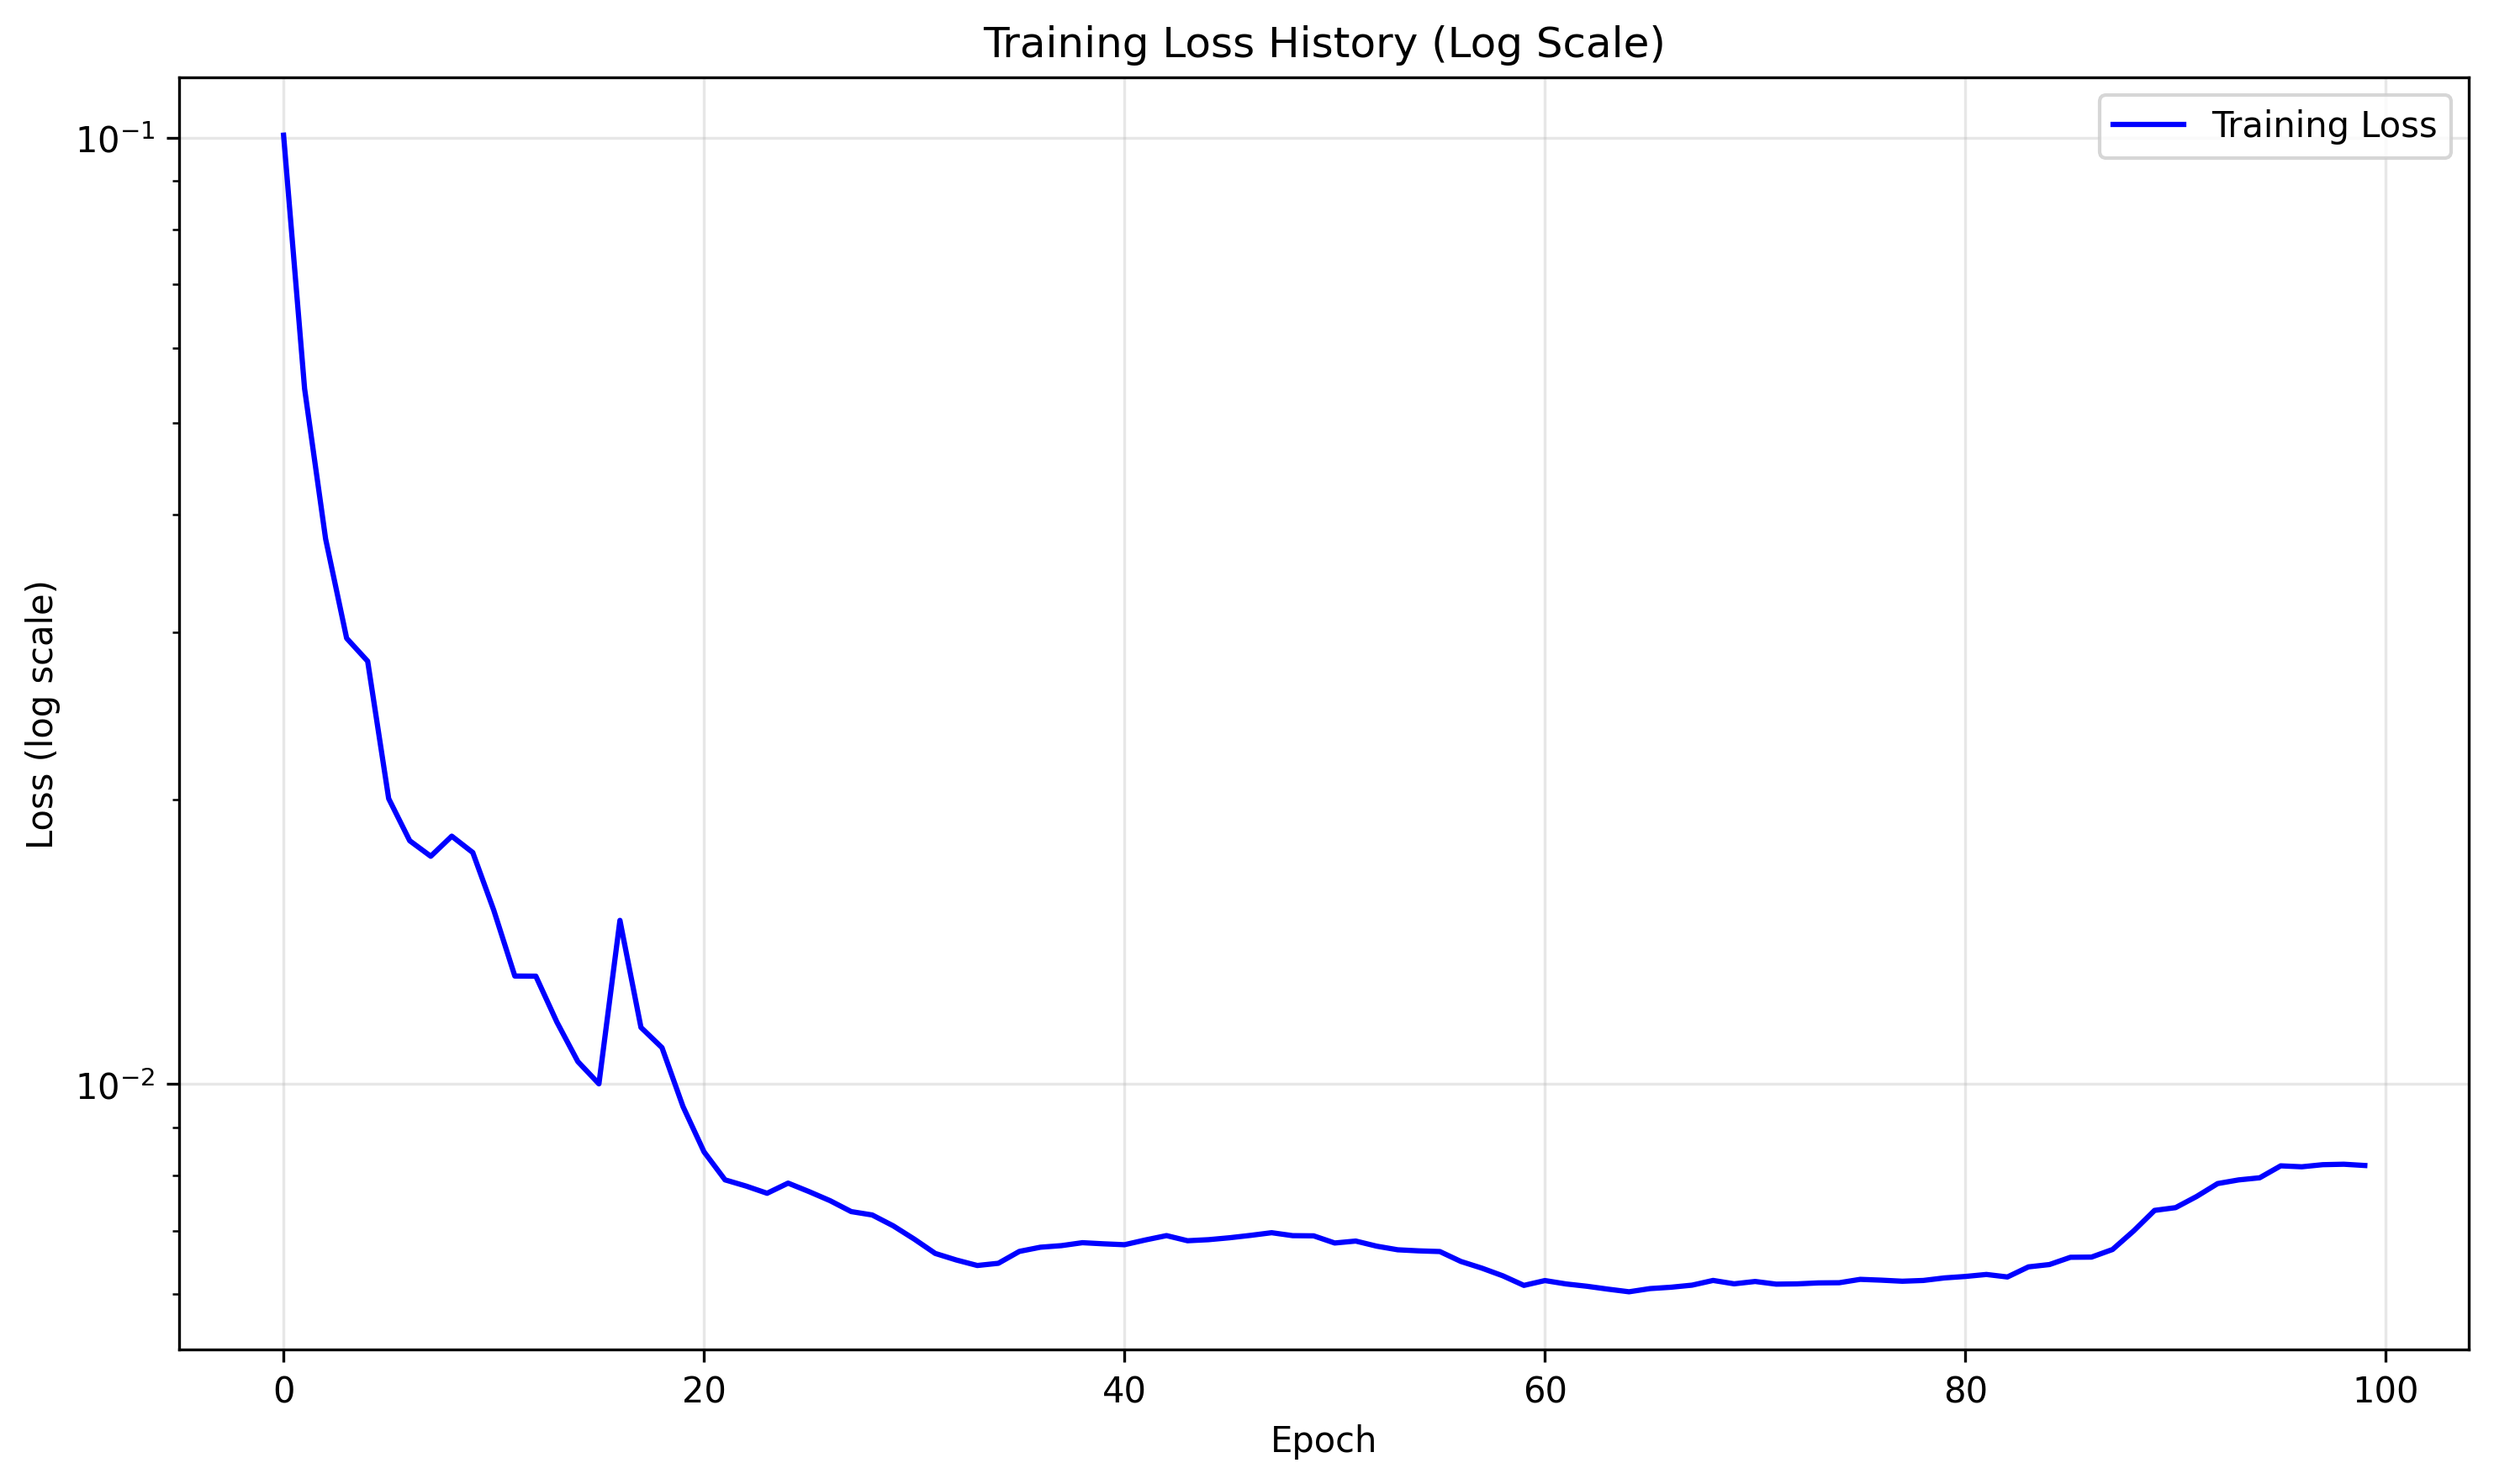 Training Loss History (Log Scale)
Training Loss
10⁻¹
10⁻²
Loss (log scale)
0 20 40 60 80 100
Epoch